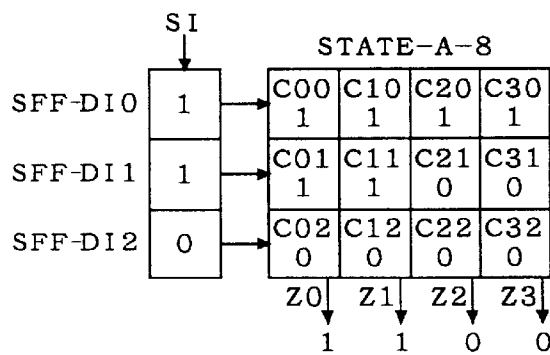 SI
STATE-A-8
SFF-DI0 1 C00 C10 C20 C30
1 1 1 1
SFF-DI1 1 C01 C11 C21 C31
1 1 0 0
SFF-DI2 0 C02 C12 C22 C32
0 0 0 0
Z0 Z1 Z2 Z3
1 1 0 0